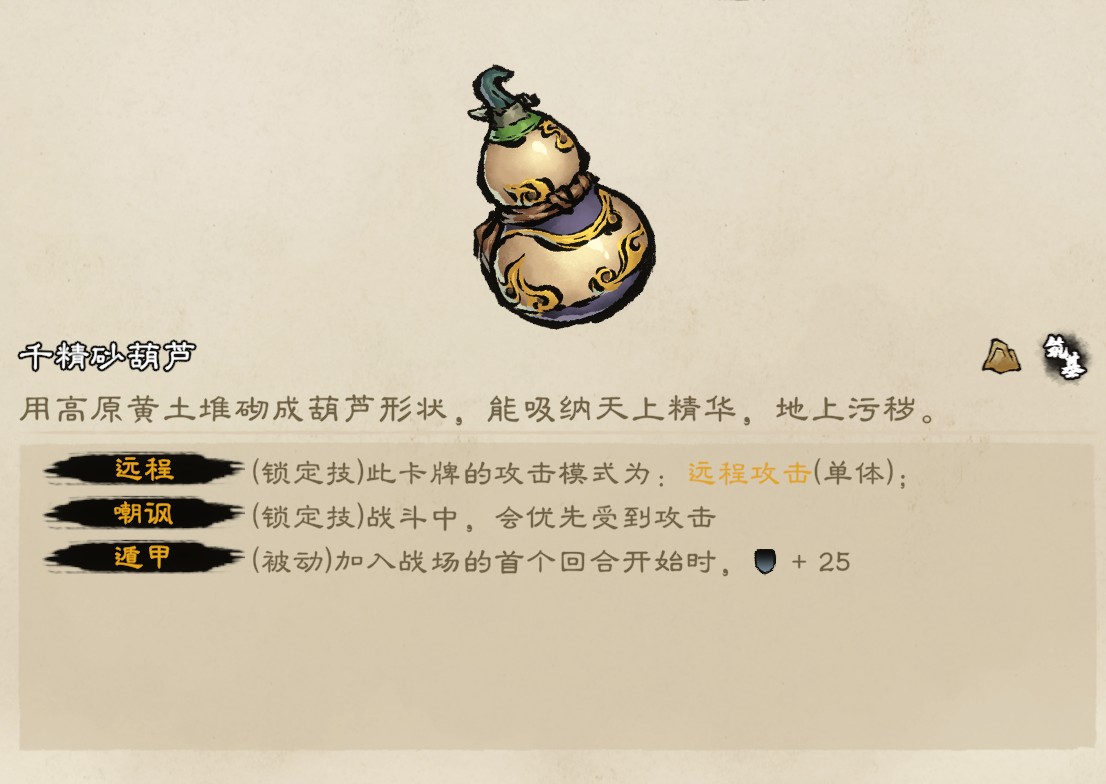 千精砂葫芦
筑基
用高原黄土堆砌成葫芦形状，能吸纳天上精华，地上污秽。
远程 (锁定技)此卡牌的攻击模式为：远程攻击(单体)；
嘲讽 (锁定技)战斗中，会优先受到攻击
遁甲 (被动)加入战场的首个回合开始时， + 25